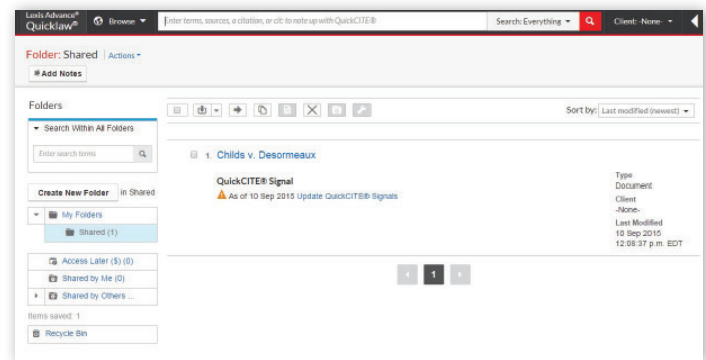 Lexis Advance® Quicklaw®
Browse
Enter terms, sources, a citation, or cit: to note up with QuickCITE®
Search: Everything
Client: -None-
Folder: Shared | Actions
#Add Notes
Folders
Search Within All Folders
Enter search terms
Create New Folder in Shared
My Folders
Shared (1)
Access Later ($) (0)
Shared by Me (0)
Shared by Others ...
Items saved: 1
Recycle Bin
Sort by: Last modified (newest)
1. Childs v. Desormeaux
QuickCITE® Signal
As of 10 Sep 2015 Update QuickCITE® Signals
Type
Document
Client
-None-
Last Modified
10 Sep 2015
12:08:37 p.m. EDT
1